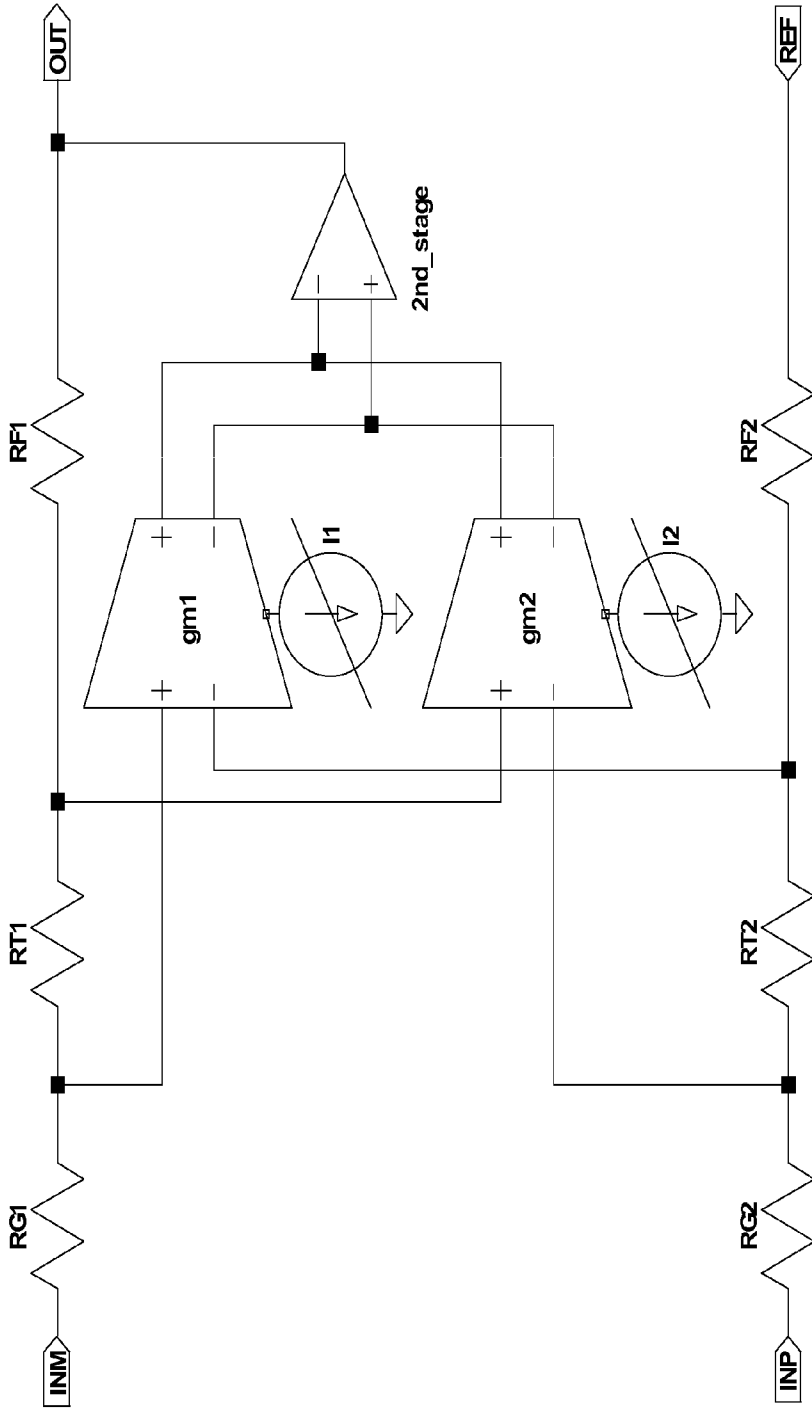 INM
RG1
RT1
RF1
OUT
gm1
I1
2nd_stage
gm2
I2
INP
RG2
RT2
RF2
REF